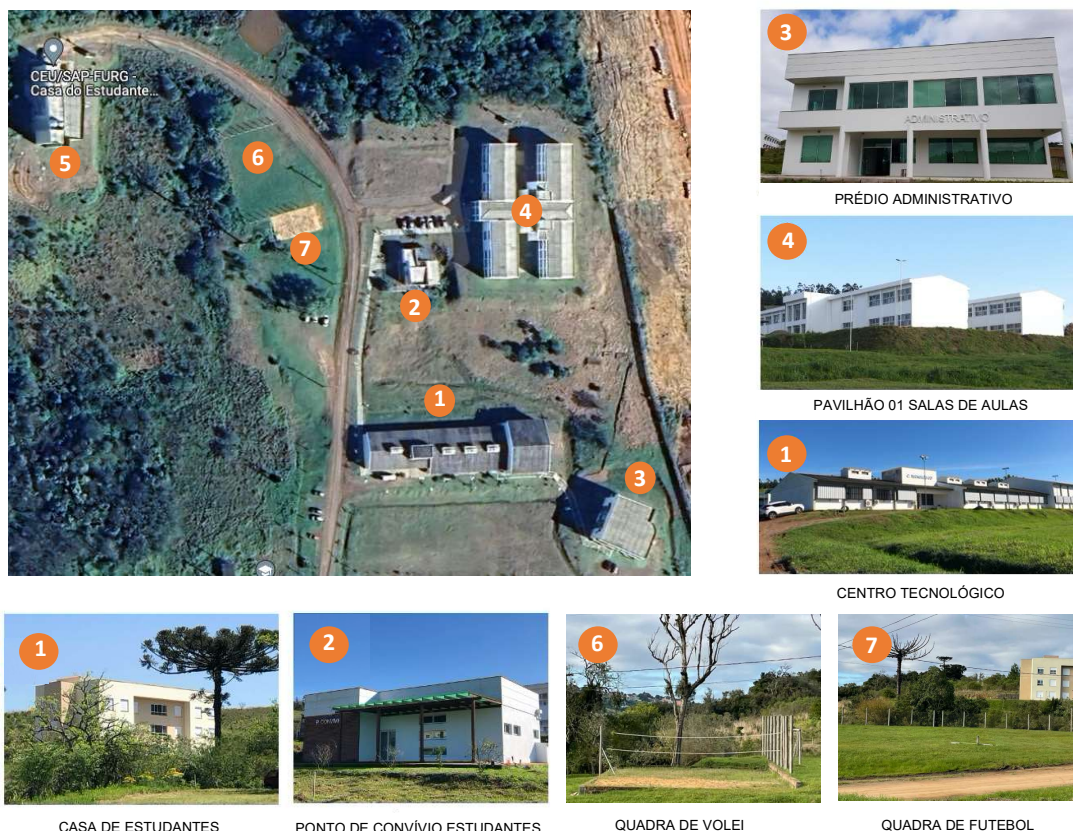 CEU/SAP-FURG -
Casa do Estudante...
6
5
7
4
2
1
3
3
ADMINISTRATIVO
PRÉDIO ADMINISTRATIVO
4
PAVILHÃO 01 SALAS DE AULAS
1
CENTRO TECNOLÓGICO
1
CASA DE ESTUDANTES
2
PONTO DE CONVÍVIO ESTUDANTES
6
QUADRA DE VOLEI
7
QUADRA DE FUTEBOL